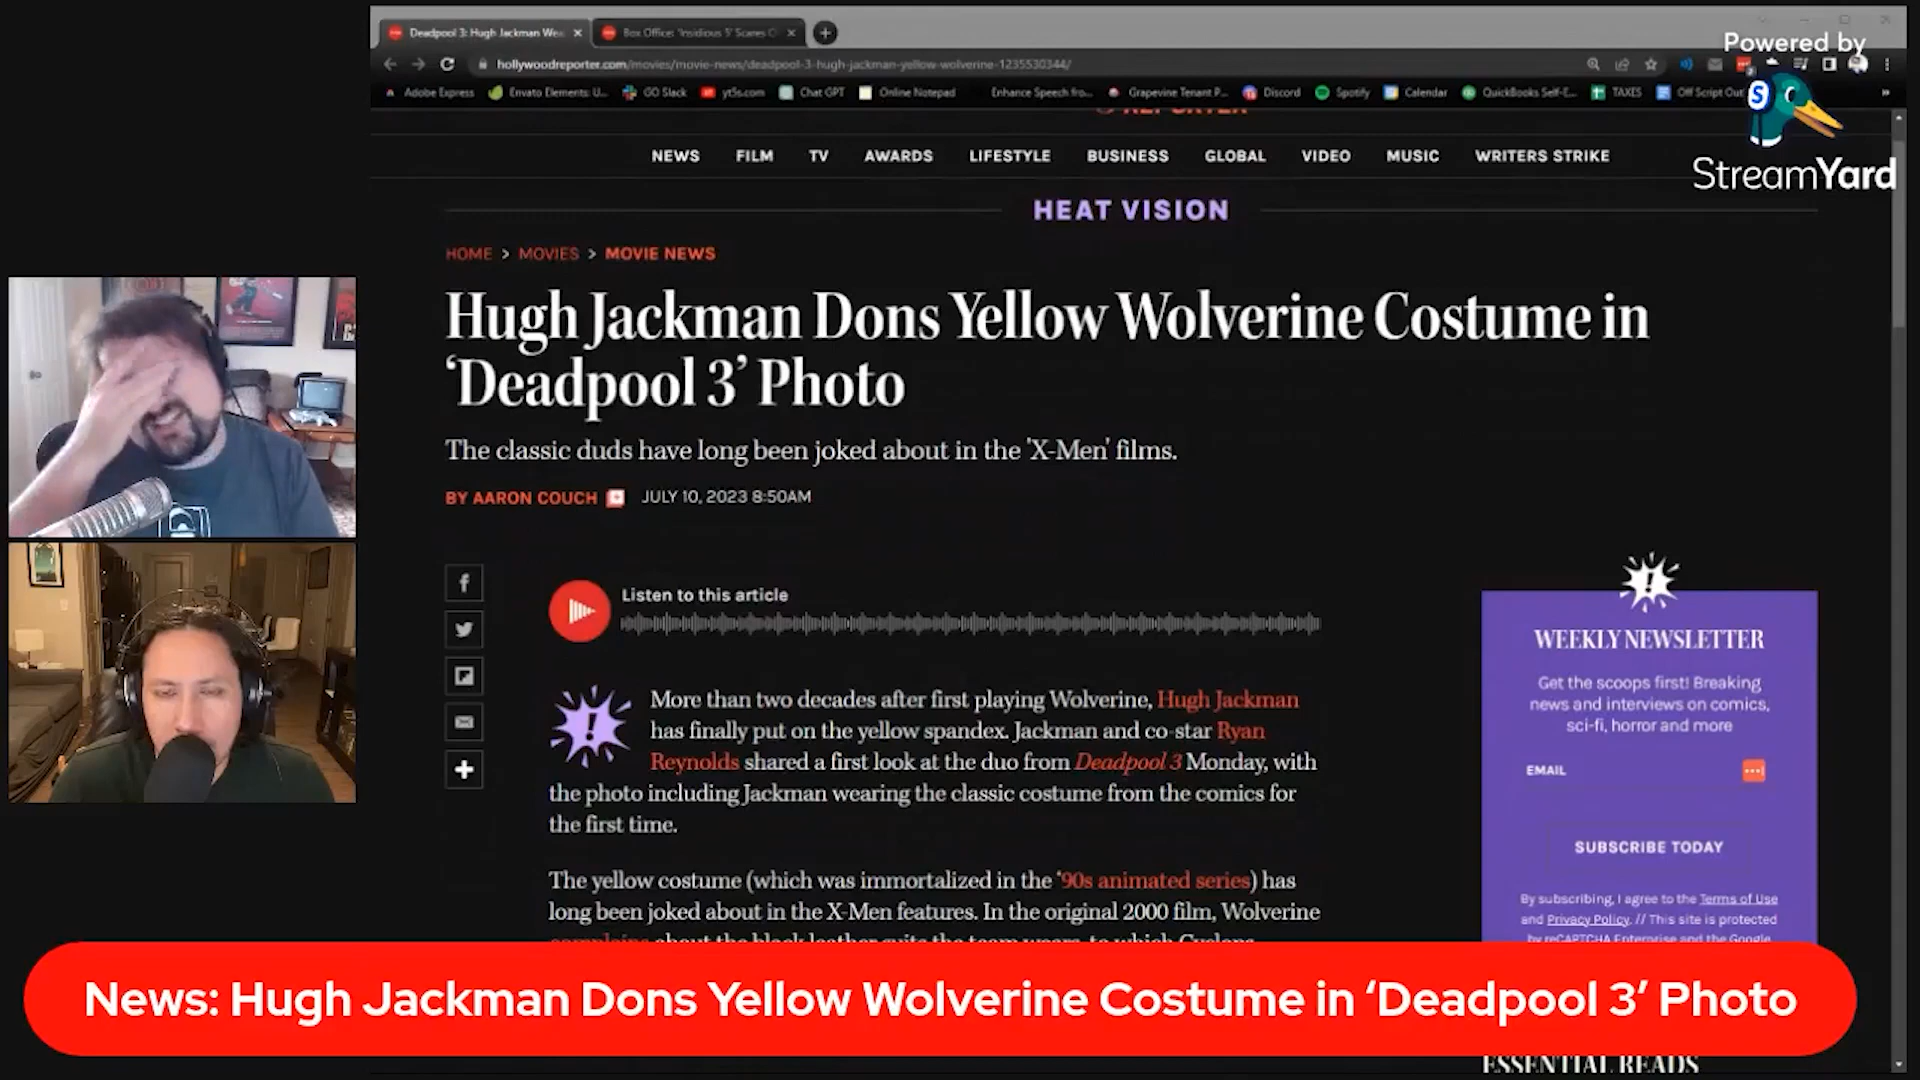 Deadpool 3: Hugh Jackman Wea
Box Office: 'Insidious 5' Scares O
hollywoodreporter.com/movies/movie-news/deadpool-3-hugh-jackman-yellow-wolverine-1235530344/
Powered by
StreamYard
Adobe Express
Envato Elements: U...
GO Slack
yt5s.com
Chat GPT
Online Notepad
Enhance Speech fro...
Grapevine Tenant P...
Discord
Spotify
Calendar
QuickBooks Self-E...
TAXES
Off Script Out
REPORTER
NEWS FILM TV AWARDS LIFESTYLE BUSINESS GLOBAL VIDEO MUSIC WRITERS STRIKE
HEAT VISION
HOME > MOVIES > MOVIE NEWS
Hugh Jackman Dons Yellow Wolverine Costume in
‘Deadpool 3’ Photo
The classic duds have long been joked about in the 'X-Men' films.
BY AARON COUCH JULY 10, 2023 8:50AM
Listen to this article
More than two decades after first playing Wolverine, Hugh Jackman
has finally put on the yellow spandex. Jackman and co-star Ryan
Reynolds shared a first look at the duo from Deadpool 3 Monday, with
the photo including Jackman wearing the classic costume from the comics for
the first time.
The yellow costume (which was immortalized in the ‘90s animated series) has
long been joked about in the X-Men features. In the original 2000 film, Wolverine
complains about the black leather suits the team wears, to which Cyclops
WEEKLY NEWSLETTER
Get the scoops first! Breaking
news and interviews on comics,
sci-fi, horror and more
EMAIL
SUBSCRIBE TODAY
By subscribing, I agree to the Terms of Use
and Privacy Policy. // This site is protected
by reCAPTCHA Enterprise and the Google
News: Hugh Jackman Dons Yellow Wolverine Costume in ‘Deadpool 3’ Photo
ESSENTIAL READS